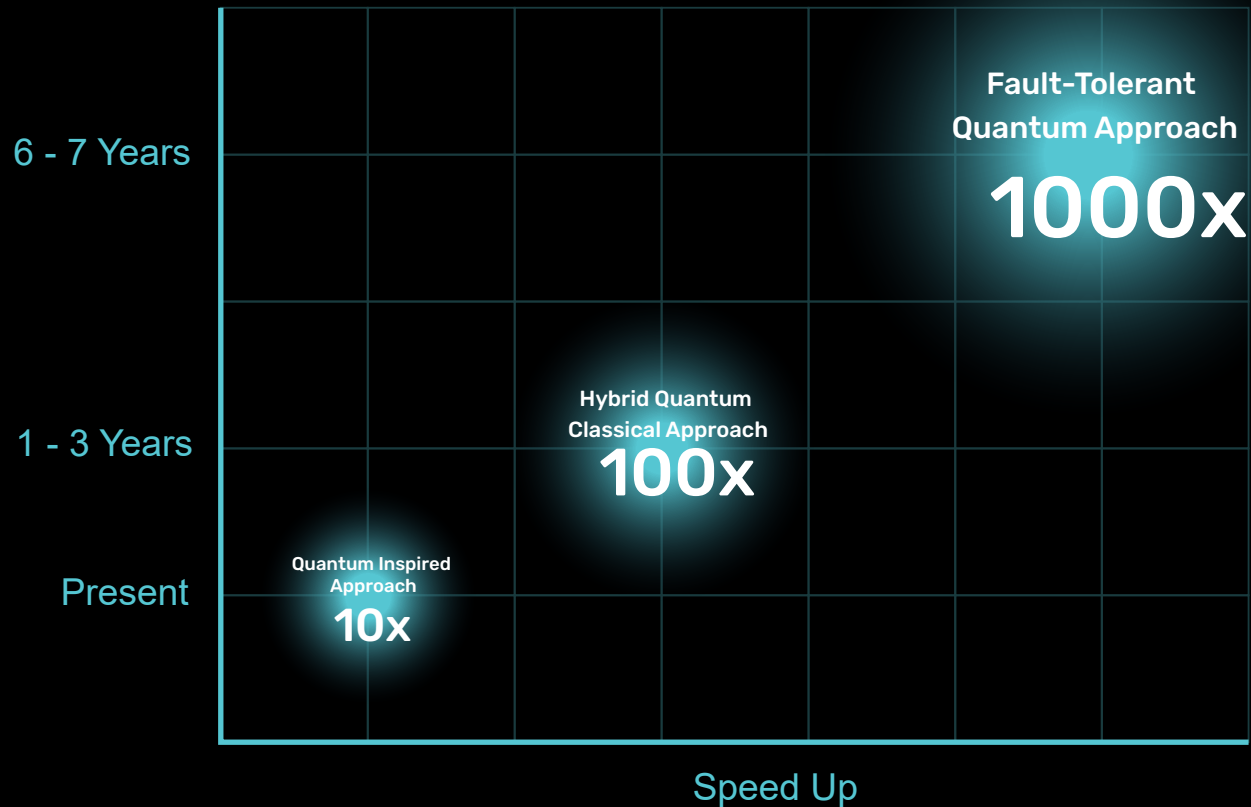 Fault-Tolerant
Quantum Approach
1000x
6 - 7 Years
Hybrid Quantum
Classical Approach
100x
1 - 3 Years
Quantum Inspired
Approach
10x
Present
Speed Up